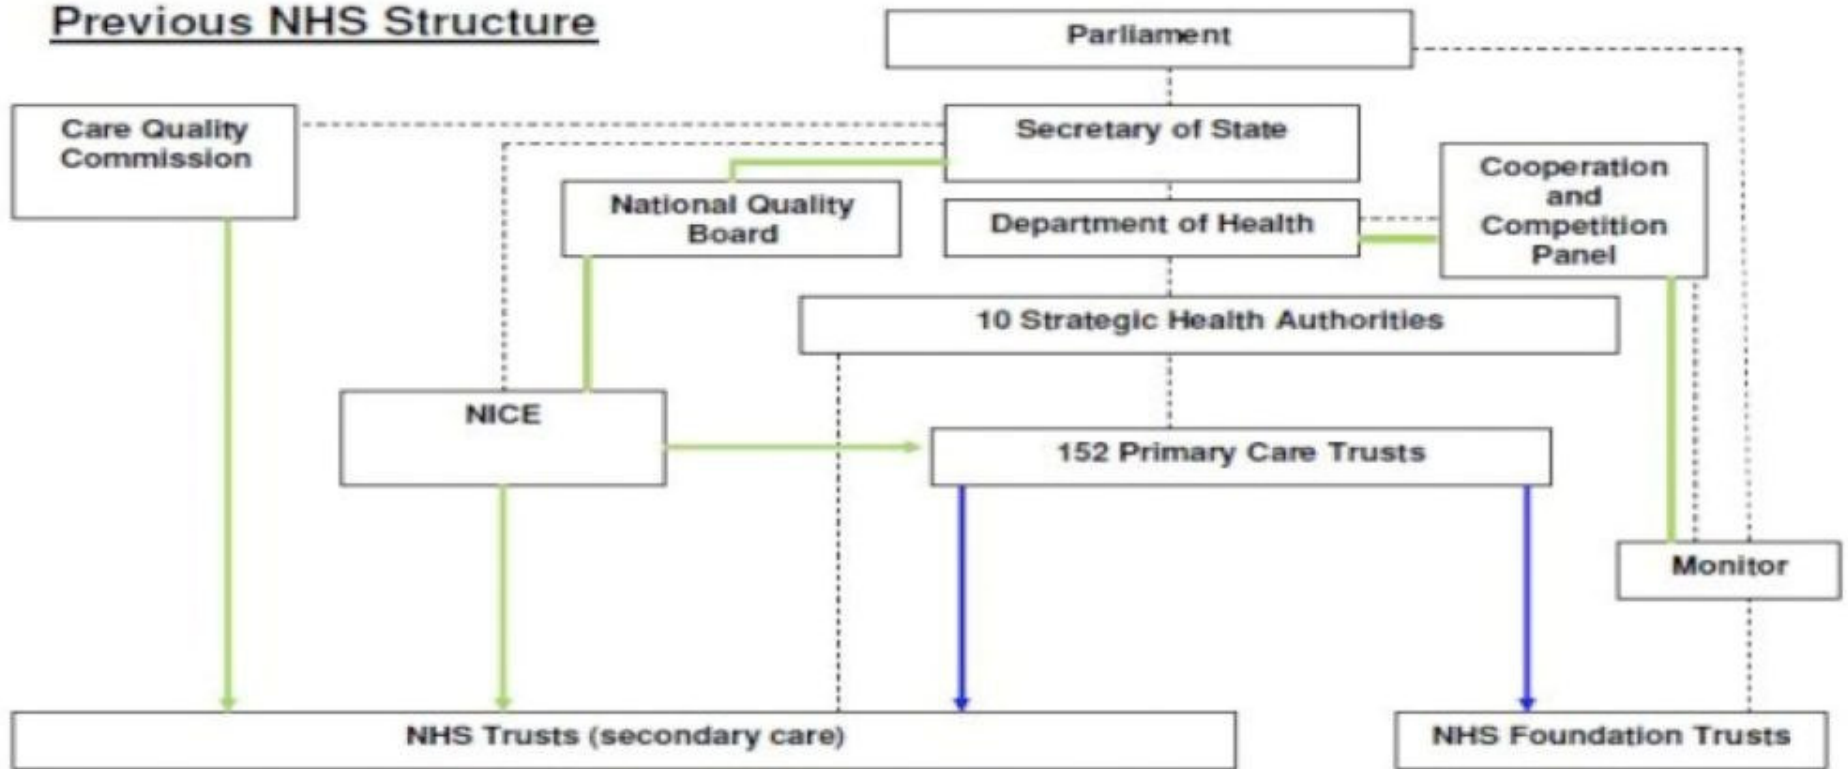 Previous NHS Structure
Parliament
Care Quality
Commission
Secretary of State
Cooperation
and
Competition
Panel
National Quality
Board
Department of Health
10 Strategic Health Authorities
NICE
152 Primary Care Trusts
Monitor
NHS Trusts (secondary care)
NHS Foundation Trusts